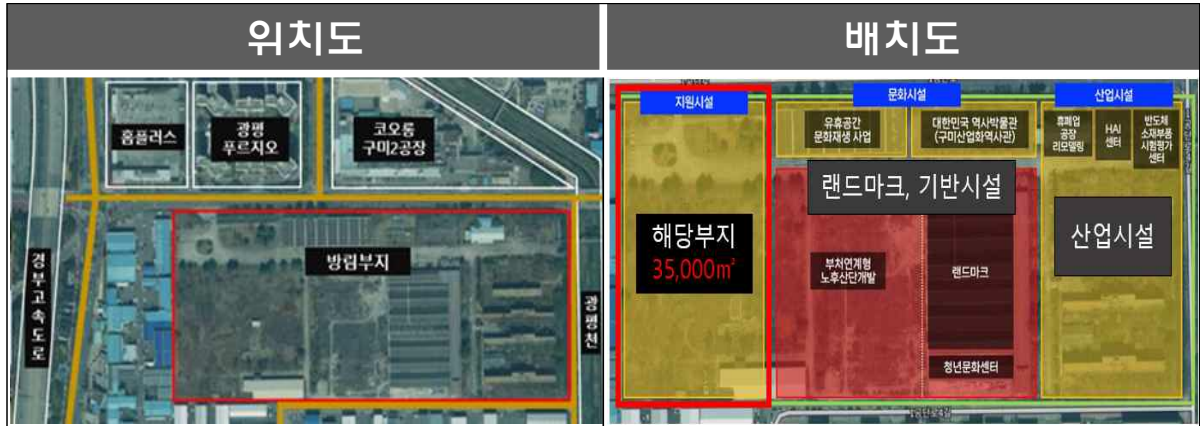 위치도
배치도
홈플러스
광평
푸르지오
코오롱
구미2공장
방림부지
경부고속도로
광평천
지원시설
문화시설
산업시설
유휴공간
문화재생 사업
대한민국 역사박물관
(구미산업화역사관)
휴폐업
공장
리모델링
HAI
센터
반도체
소재부품
시험평가
센터
랜드마크, 기반시설
해당부지
35,000㎡
부처연계형
노후산단개발
랜드마크
산업시설
청년문화센터